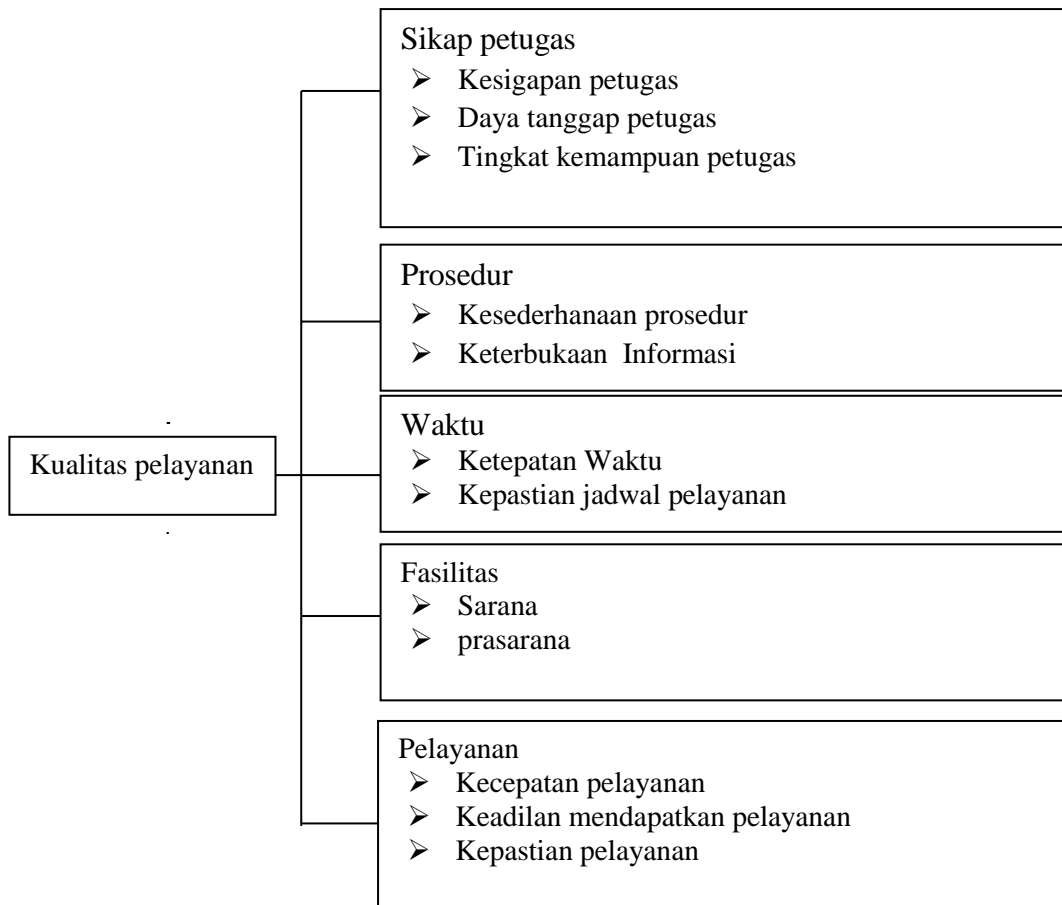 Sikap petugas
➢ Kesigapan petugas
➢ Daya tanggap petugas
➢ Tingkat kemampuan petugas
Prosedur
➢ Kesederhanaan prosedur
➢ Keterbukaan Informasi
Waktu
➢ Ketepatan Waktu
➢ Kepastian jadwal pelayanan
Kualitas pelayanan
Fasilitas
➢ Sarana
➢ prasarana
Pelayanan
➢ Kecepatan pelayanan
➢ Keadilan mendapatkan pelayanan
➢ Kepastian pelayanan